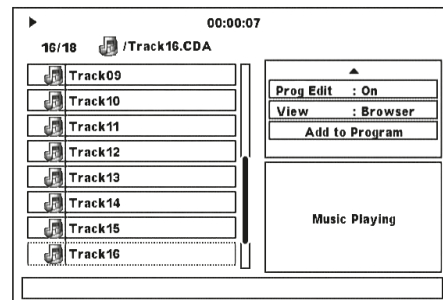 00:00:07
16/18 /Track16.CDA
Track09
Track10
Track11
Track12
Track13
Track14
Track15
Track16
Prog Edit : On
View : Browser
Add to Program
Music Playing